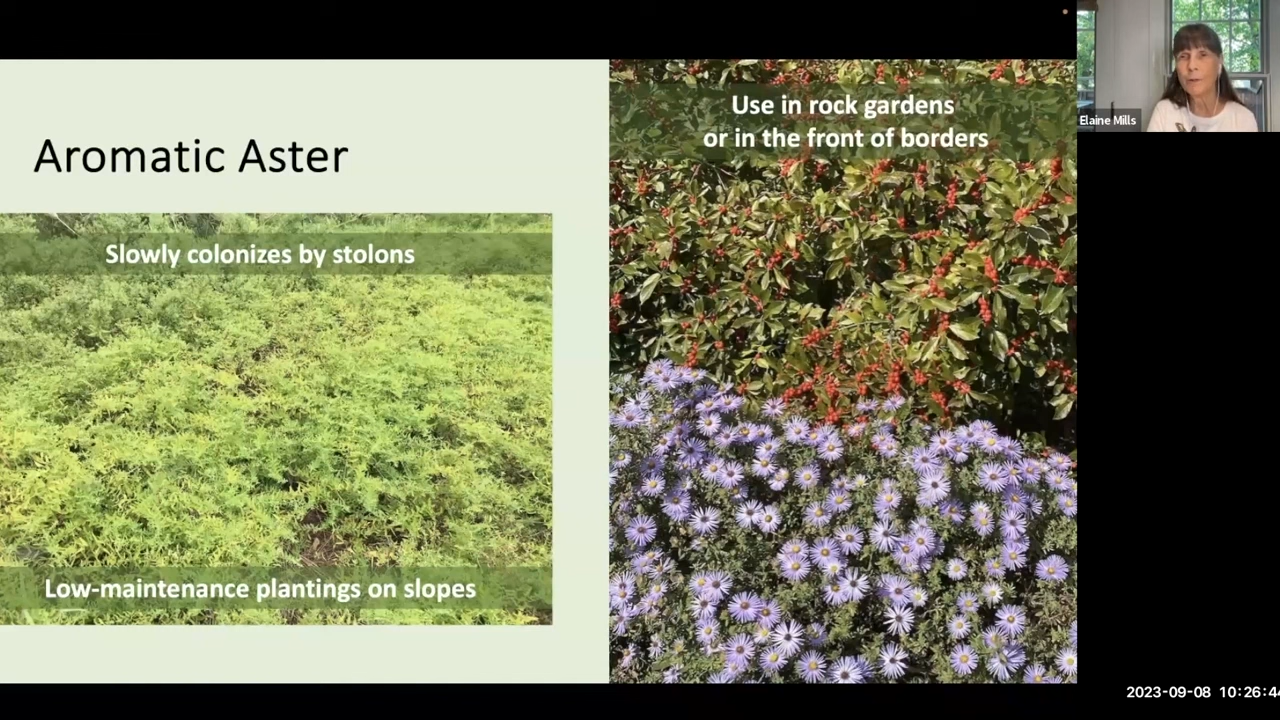 Aromatic Aster
Slowly colonizes by stolons
Low-maintenance plantings on slopes
Use in rock gardens
or in the front of borders
Elaine Mills
2023-09-08 10:26:44